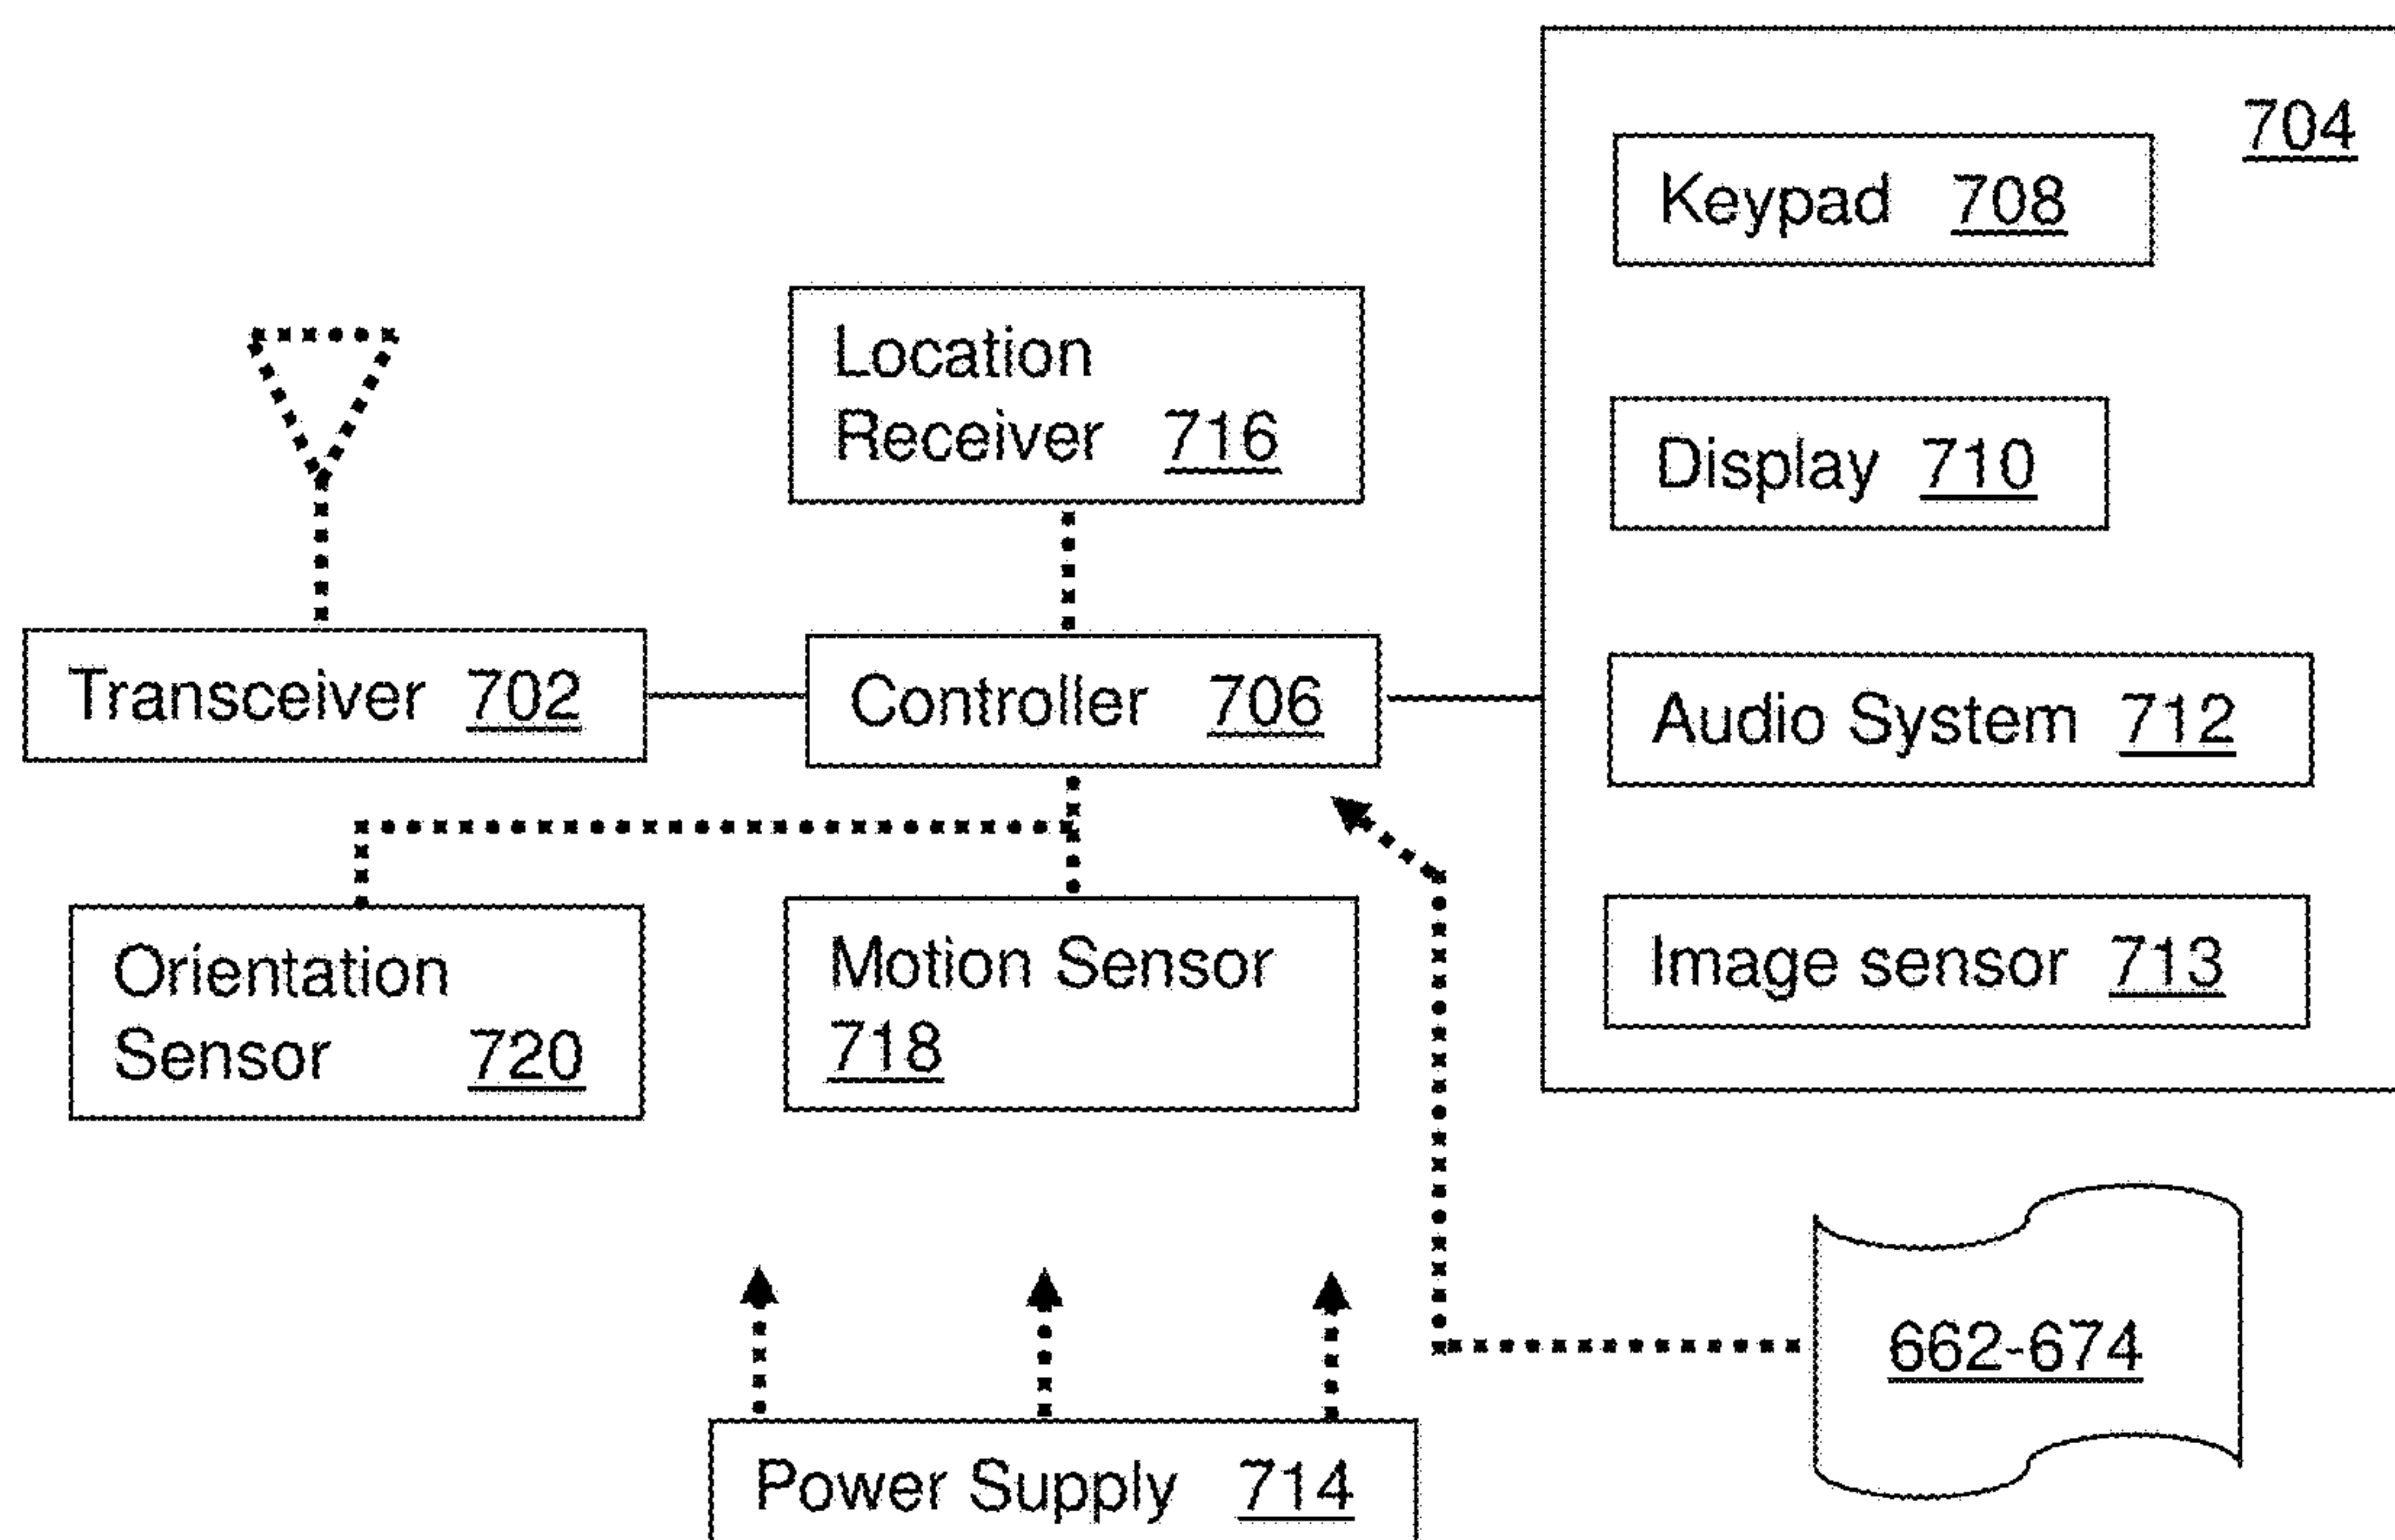 704
Keypad 708
Location
Receiver 716
Display 710
Transceiver 702
Controller 706
Audio System 712
Orientation
Sensor 720
Motion Sensor
718
Image sensor 713
662-674
Power Supply 714